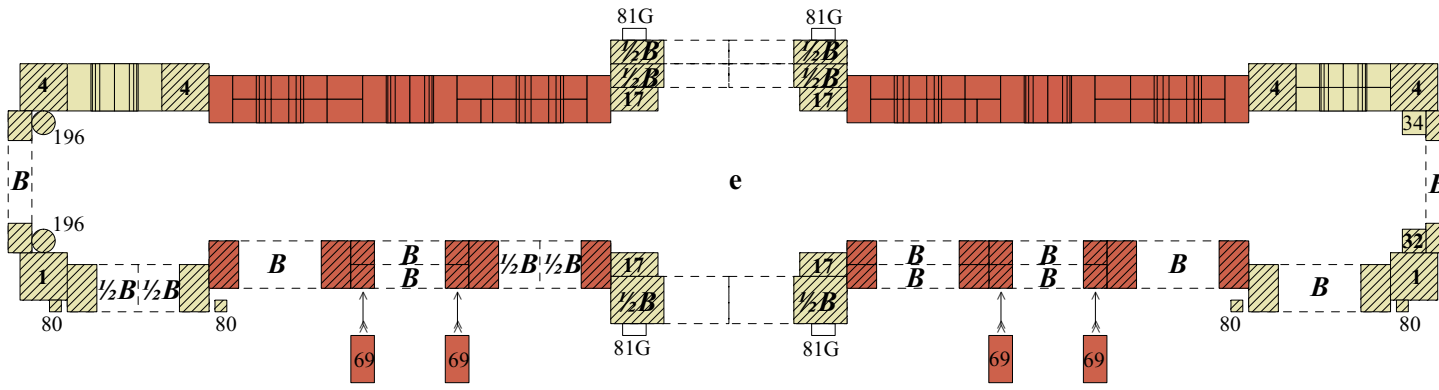 81G 81G
½B ½B
4 4 ½B ½B 4 4
17 17
196 34
B e B
196 32
B B ½B ½B 17 17 B B B
1 ½B ½B B ½B ½B B B B 1
80 80 80 80
81G 81G
69 69 69 69